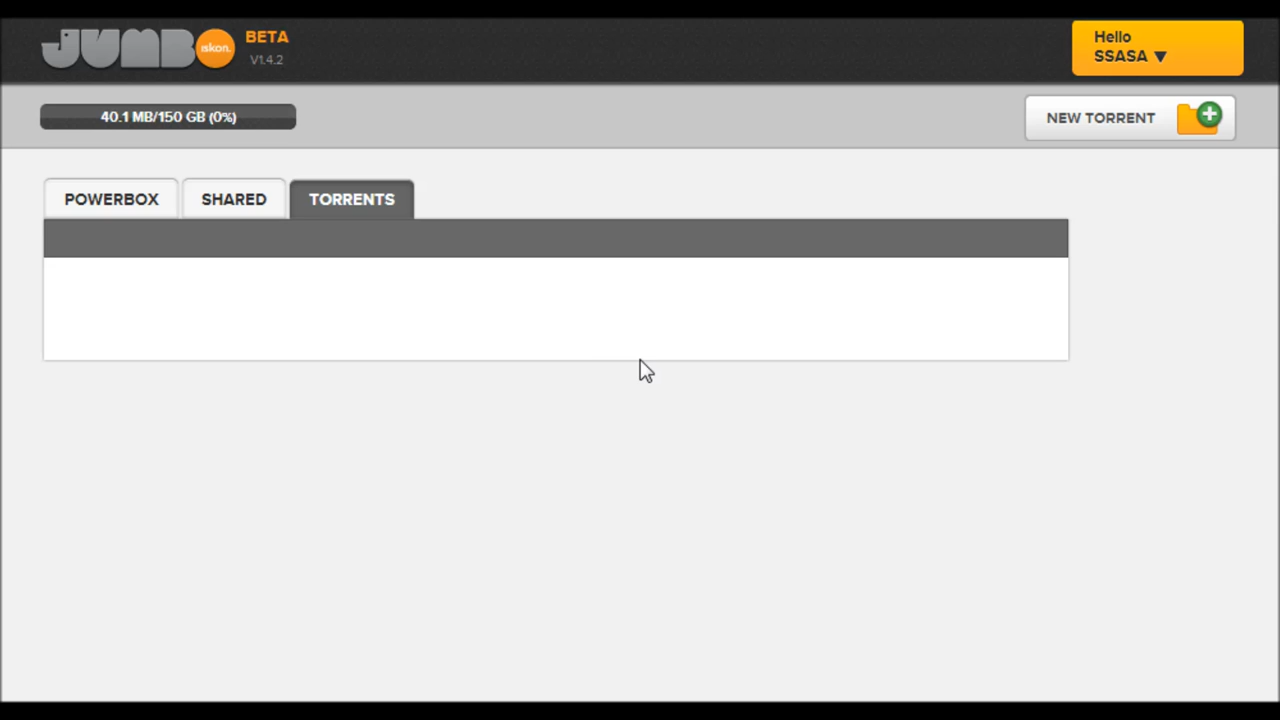 JUMBO iskon.
BETA
V1.4.2
Hello
SSASA ▼
40.1 MB/150 GB (0%)
NEW TORRENT
POWERBOX
SHARED
TORRENTS